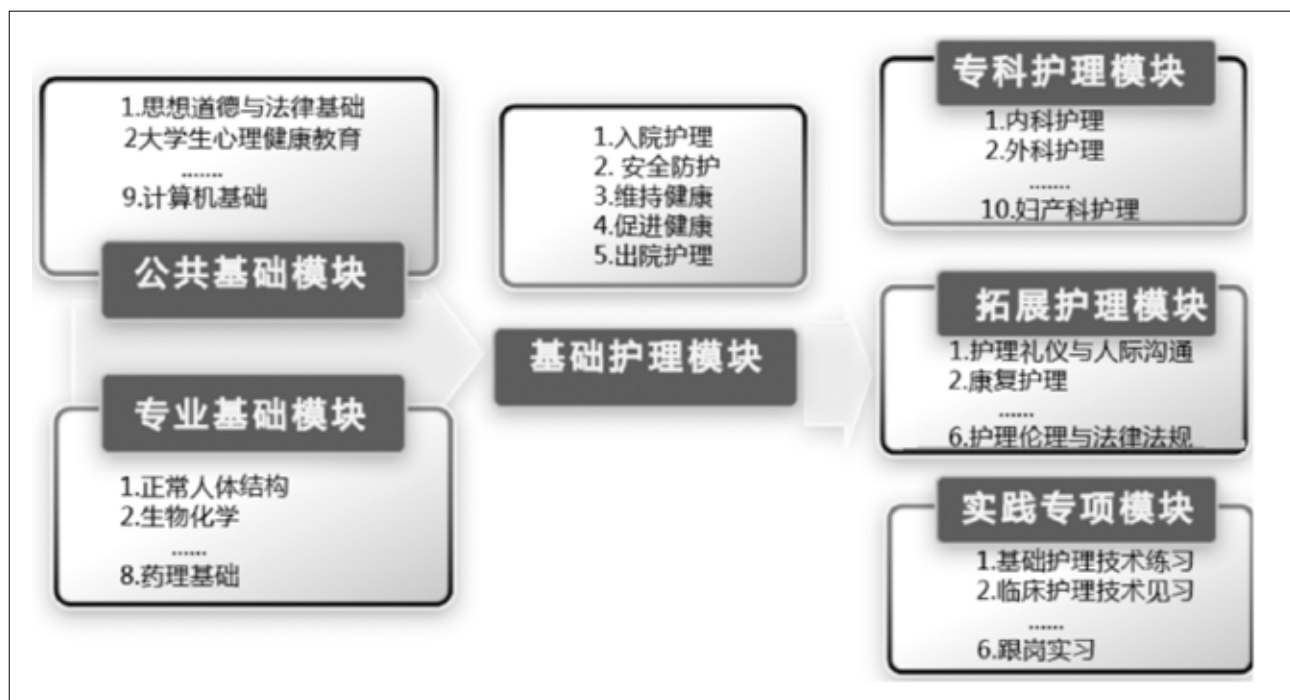 1.思想道德与法律基础
2大学生心理健康教育
.......
9.计算机基础
公共基础模块
专业基础模块
1.正常人体结构
2.生物化学
......
8.药理基础
1.入院护理
2. 安全防护
3.维持健康
4.促进健康
5.出院护理
基础护理模块
专科护理模块
1.内科护理
2.外科护理
.......
10.妇产科护理
拓展护理模块
1.护理礼仪与人际沟通
2.康复护理
......
6.护理伦理与法律法规
实践专项模块
1.基础护理技术练习
2.临床护理技术见习
......
6.跟岗实习